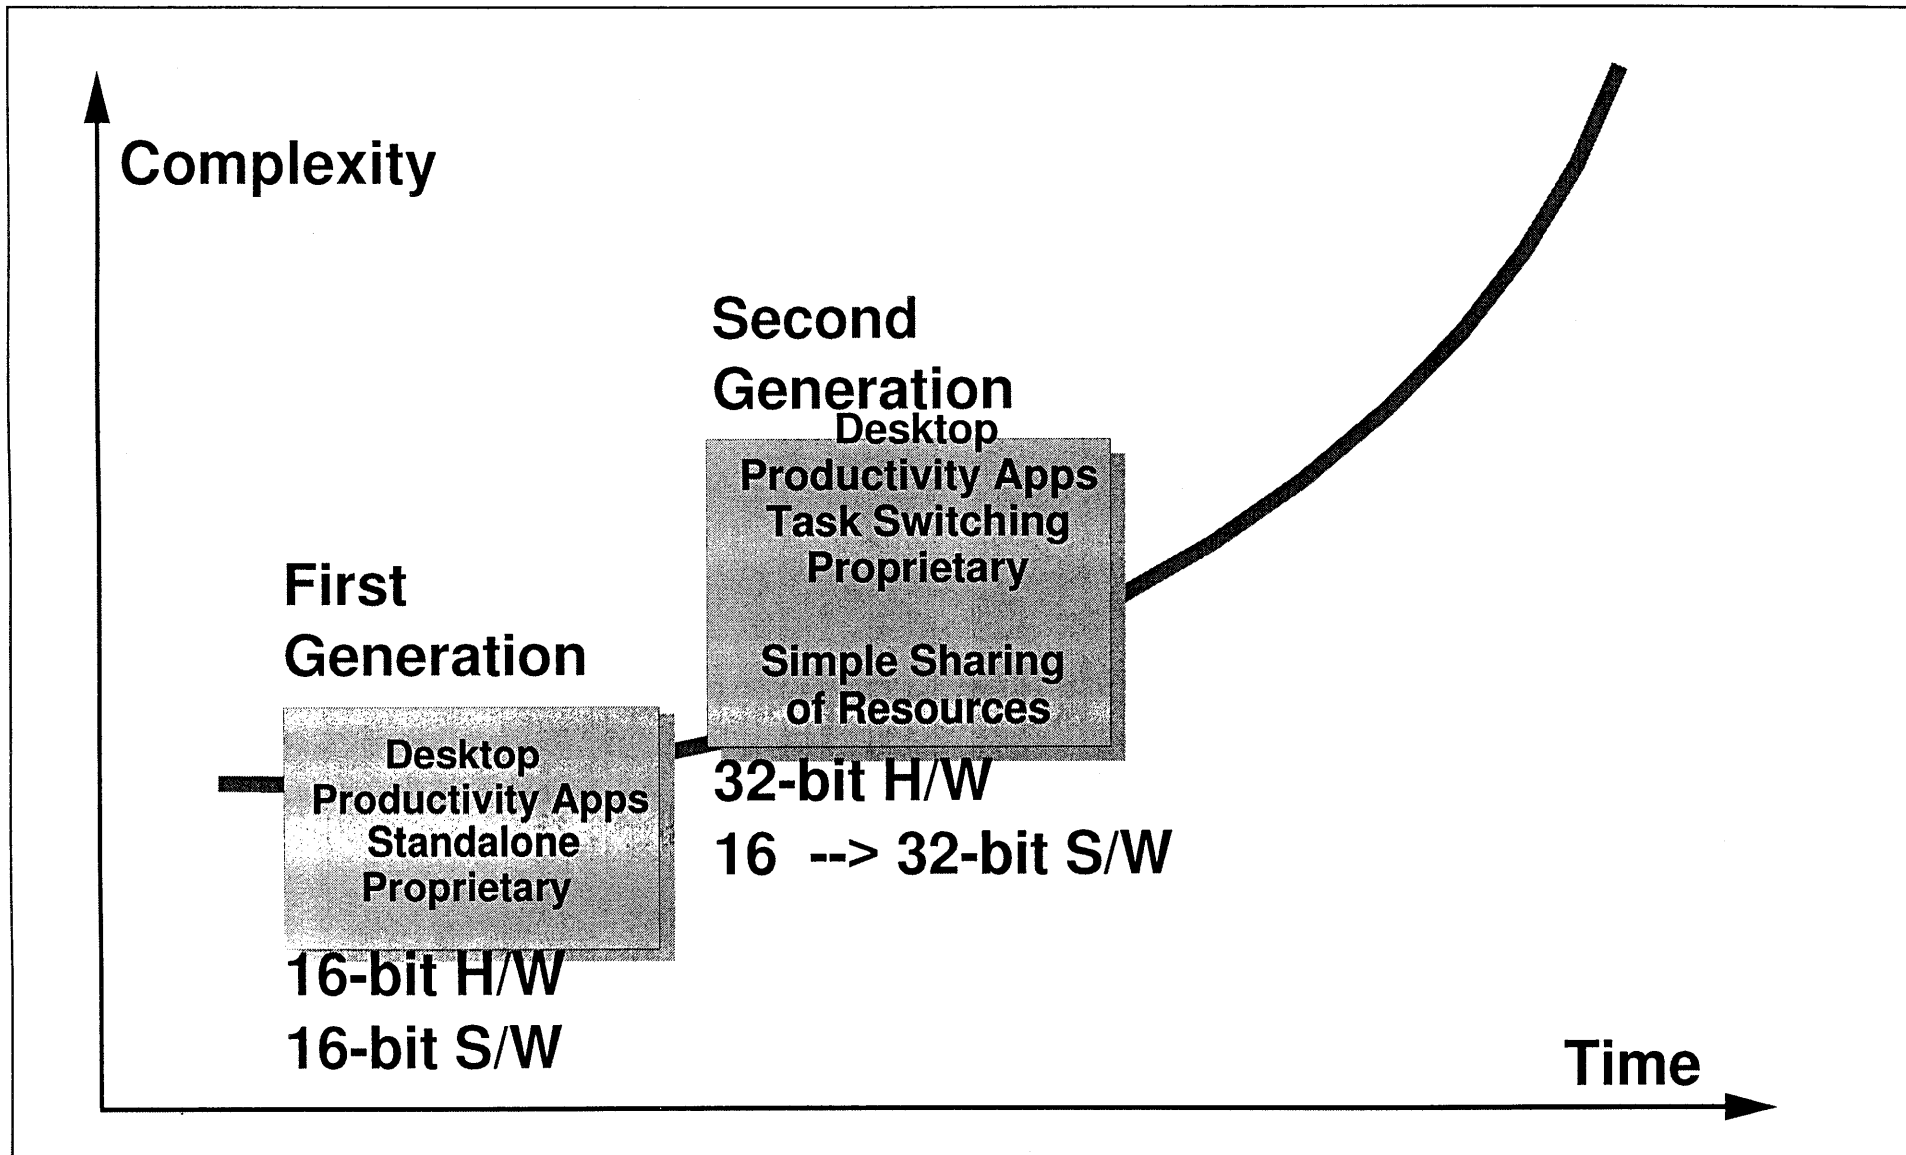 Complexity
Second
Generation
Desktop
Productivity Apps
Task Switching
Proprietary
Simple Sharing
of Resources
32-bit H/W
16 --> 32-bit S/W
First
Generation
Desktop
Productivity Apps
Standalone
Proprietary
16-bit H/W
16-bit S/W
Time